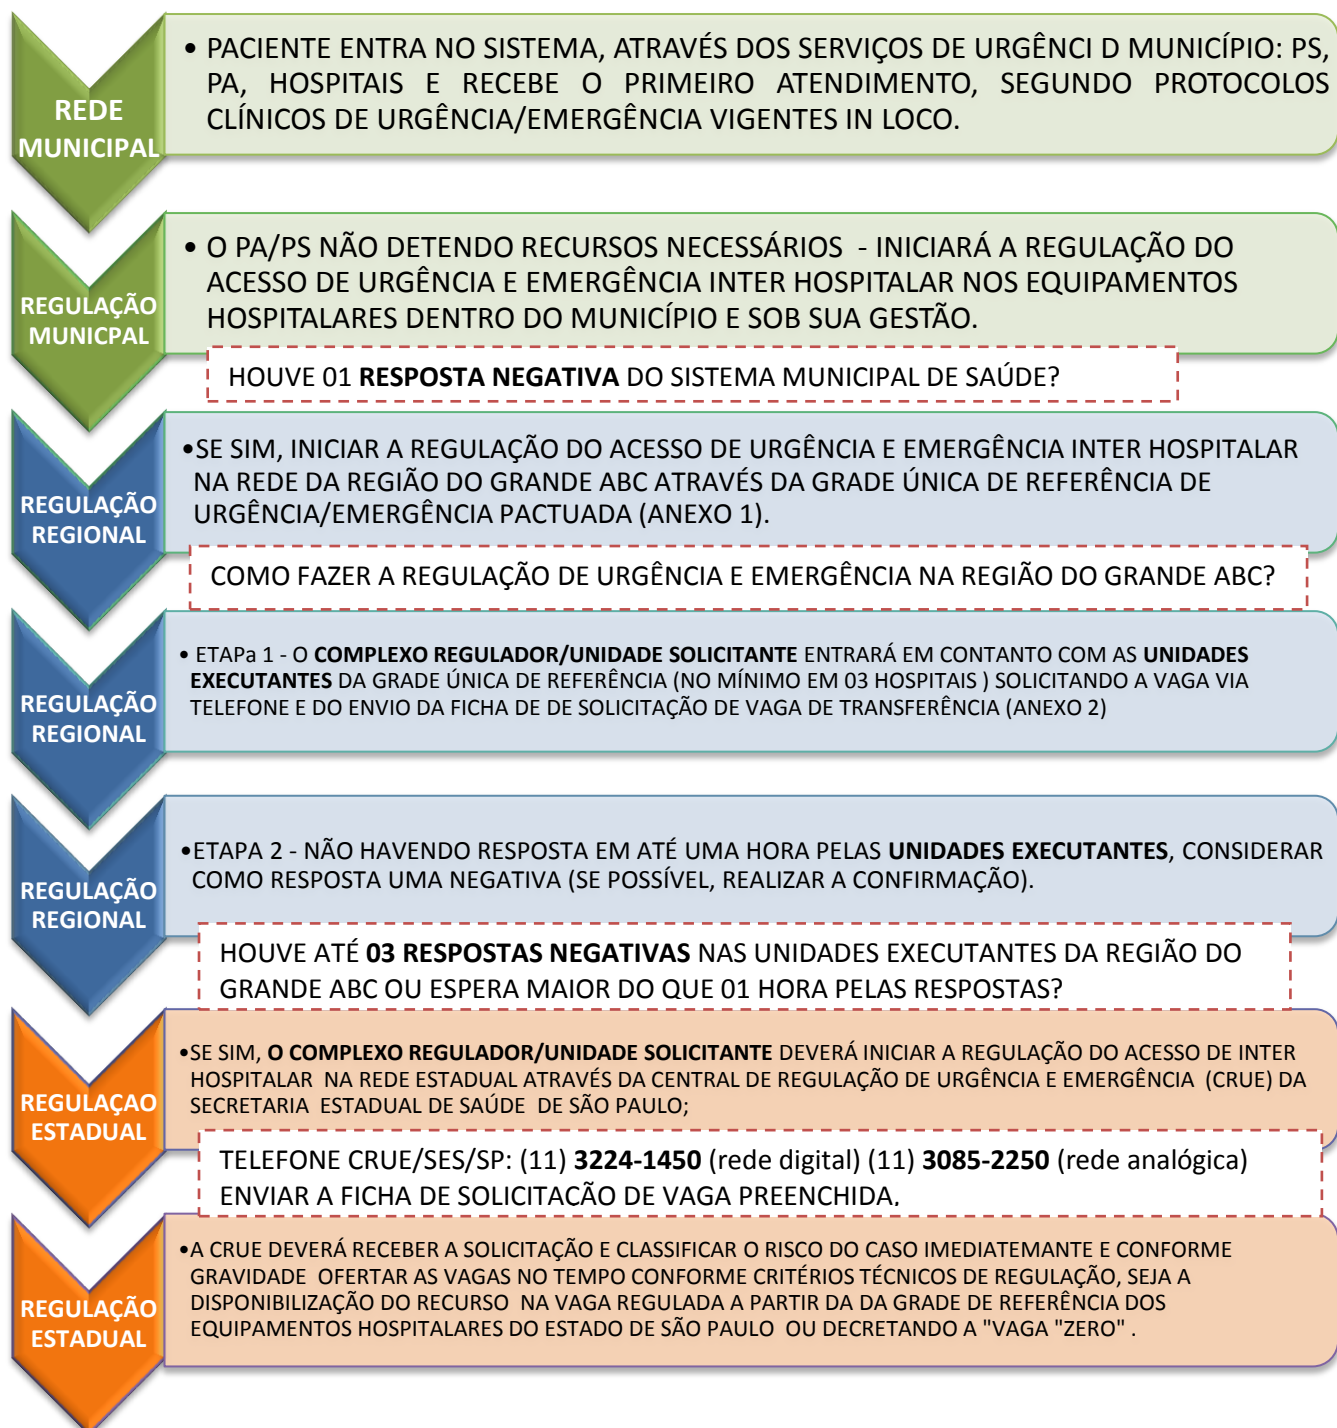 REDE
MUNICIPAL
• PACIENTE ENTRA NO SISTEMA, ATRAVÉS DOS SERVIÇOS DE URGÊNCI D MUNICÍPIO: PS,
PA, HOSPITAIS E RECEBE O PRIMEIRO ATENDIMENTO, SEGUNDO PROTOCOLOS
CLÍNICOS DE URGÊNCIA/EMERGÊNCIA VIGENTES IN LOCO.
REGULAÇÃO
MUNICPAL
• O PA/PS NÃO DETENDO RECURSOS NECESSÁRIOS - INICIARÁ A REGULAÇÃO DO
ACESSO DE URGÊNCIA E EMERGÊNCIA INTER HOSPITALAR NOS EQUIPAMENTOS
HOSPITALARES DENTRO DO MUNICÍPIO E SOB SUA GESTÃO.
HOUVE 01 RESPOSTA NEGATIVA DO SISTEMA MUNICIPAL DE SAÚDE?
REGULAÇÃO
REGIONAL
•SE SIM, INICIAR A REGULAÇÃO DO ACESSO DE URGÊNCIA E EMERGÊNCIA INTER HOSPITALAR
NA REDE DA REGIÃO DO GRANDE ABC ATRAVÉS DA GRADE ÚNICA DE REFERÊNCIA DE
URGÊNCIA/EMERGÊNCIA PACTUADA (ANEXO 1).
COMO FAZER A REGULAÇÃO DE URGÊNCIA E EMERGÊNCIA NA REGIÃO DO GRANDE ABC?
REGULAÇÃO
REGIONAL
• ETAPa 1 - O COMPLEXO REGULADOR/UNIDADE SOLICITANTE ENTRARÁ EM CONTANTO COM AS UNIDADES
EXECUTANTES DA GRADE ÚNICA DE REFERÊNCIA (NO MÍNIMO EM 03 HOSPITAIS ) SOLICITANDO A VAGA VIA
TELEFONE E DO ENVIO DA FICHA DE DE SOLICITAÇÃO DE VAGA DE TRANSFERÊNCIA (ANEXO 2)
REGULAÇÃO
REGIONAL
•ETAPA 2 - NÃO HAVENDO RESPOSTA EM ATÉ UMA HORA PELAS UNIDADES EXECUTANTES, CONSIDERAR
COMO RESPOSTA UMA NEGATIVA (SE POSSÍVEL, REALIZAR A CONFIRMAÇÃO).
HOUVE ATÉ 03 RESPOSTAS NEGATIVAS NAS UNIDADES EXECUTANTES DA REGIÃO DO
GRANDE ABC OU ESPERA MAIOR DO QUE 01 HORA PELAS RESPOSTAS?
REGULAÇAO
ESTADUAL
•SE SIM, O COMPLEXO REGULADOR/UNIDADE SOLICITANTE DEVERÁ INICIAR A REGULAÇÃO DO ACESSO DE INTER
HOSPITALAR NA REDE ESTADUAL ATRAVÉS DA CENTRAL DE REGULAÇÃO DE URGÊNCIA E EMERGÊNCIA (CRUE) DA
SECRETARIA ESTADUAL DE SAÚDE DE SÃO PAULO;
TELEFONE CRUE/SES/SP: (11) 3224-1450 (rede digital) (11) 3085-2250 (rede analógica)
ENVIAR A FICHA DE SOLICITAÇÃO DE VAGA PREENCHIDA.
REGULAÇÃO
ESTADUAL
•A CRUE DEVERÁ RECEBER A SOLICITAÇÃO E CLASSIFICAR O RISCO DO CASO IMEDIATEMANTE E CONFORME
GRAVIDADE OFERTAR AS VAGAS NO TEMPO CONFORME CRITÉRIOS TÉCNICOS DE REGULAÇÃO, SEJA A
DISPONIBILIZAÇÃO DO RECURSO NA VAGA REGULADA A PARTIR DA DA GRADE DE REFERÊNCIA DOS
EQUIPAMENTOS HOSPITALARES DO ESTADO DE SÃO PAULO OU DECRETANDO A "VAGA "ZERO" .